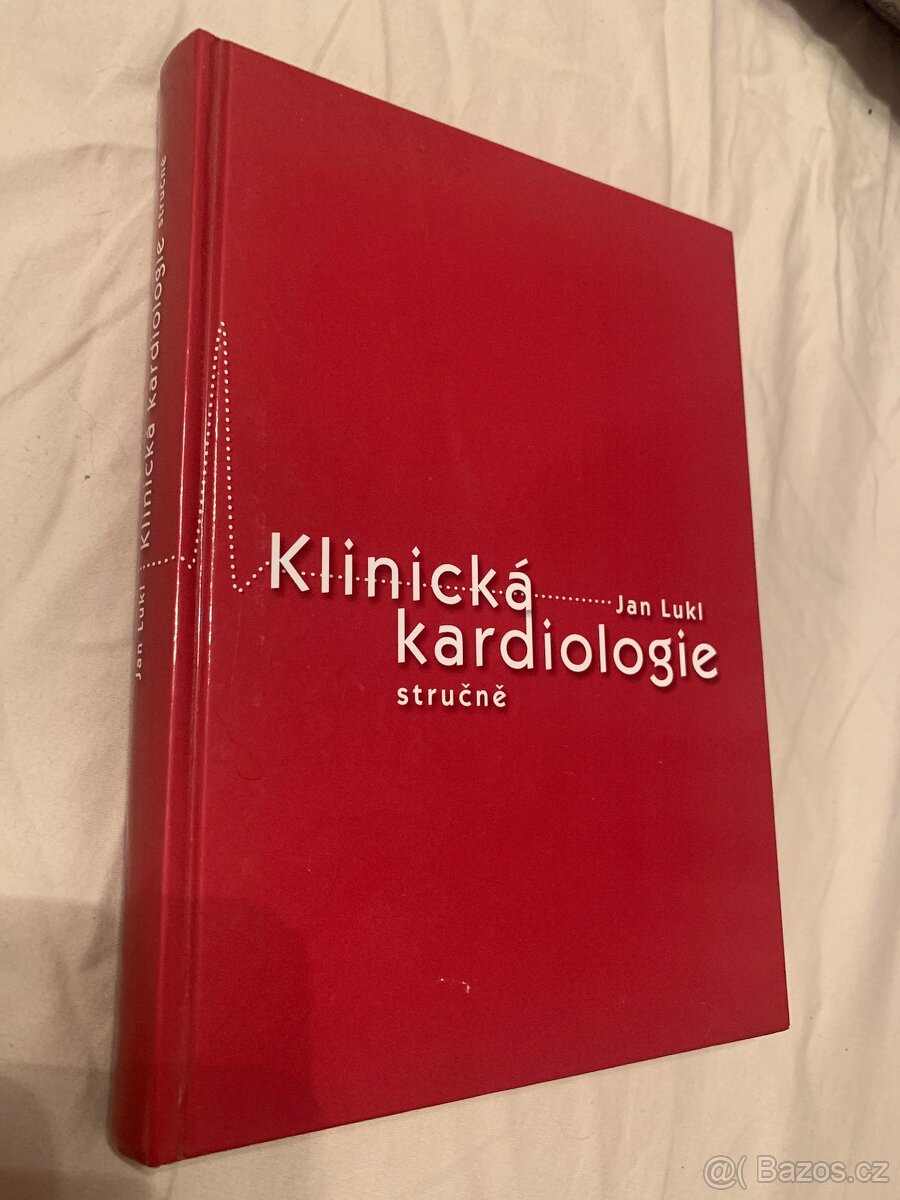 Jan Lukl Klinická kardiologie stručně
Klinická
Jan Lukl
kardiologie
stručně
@( Bazos.cz